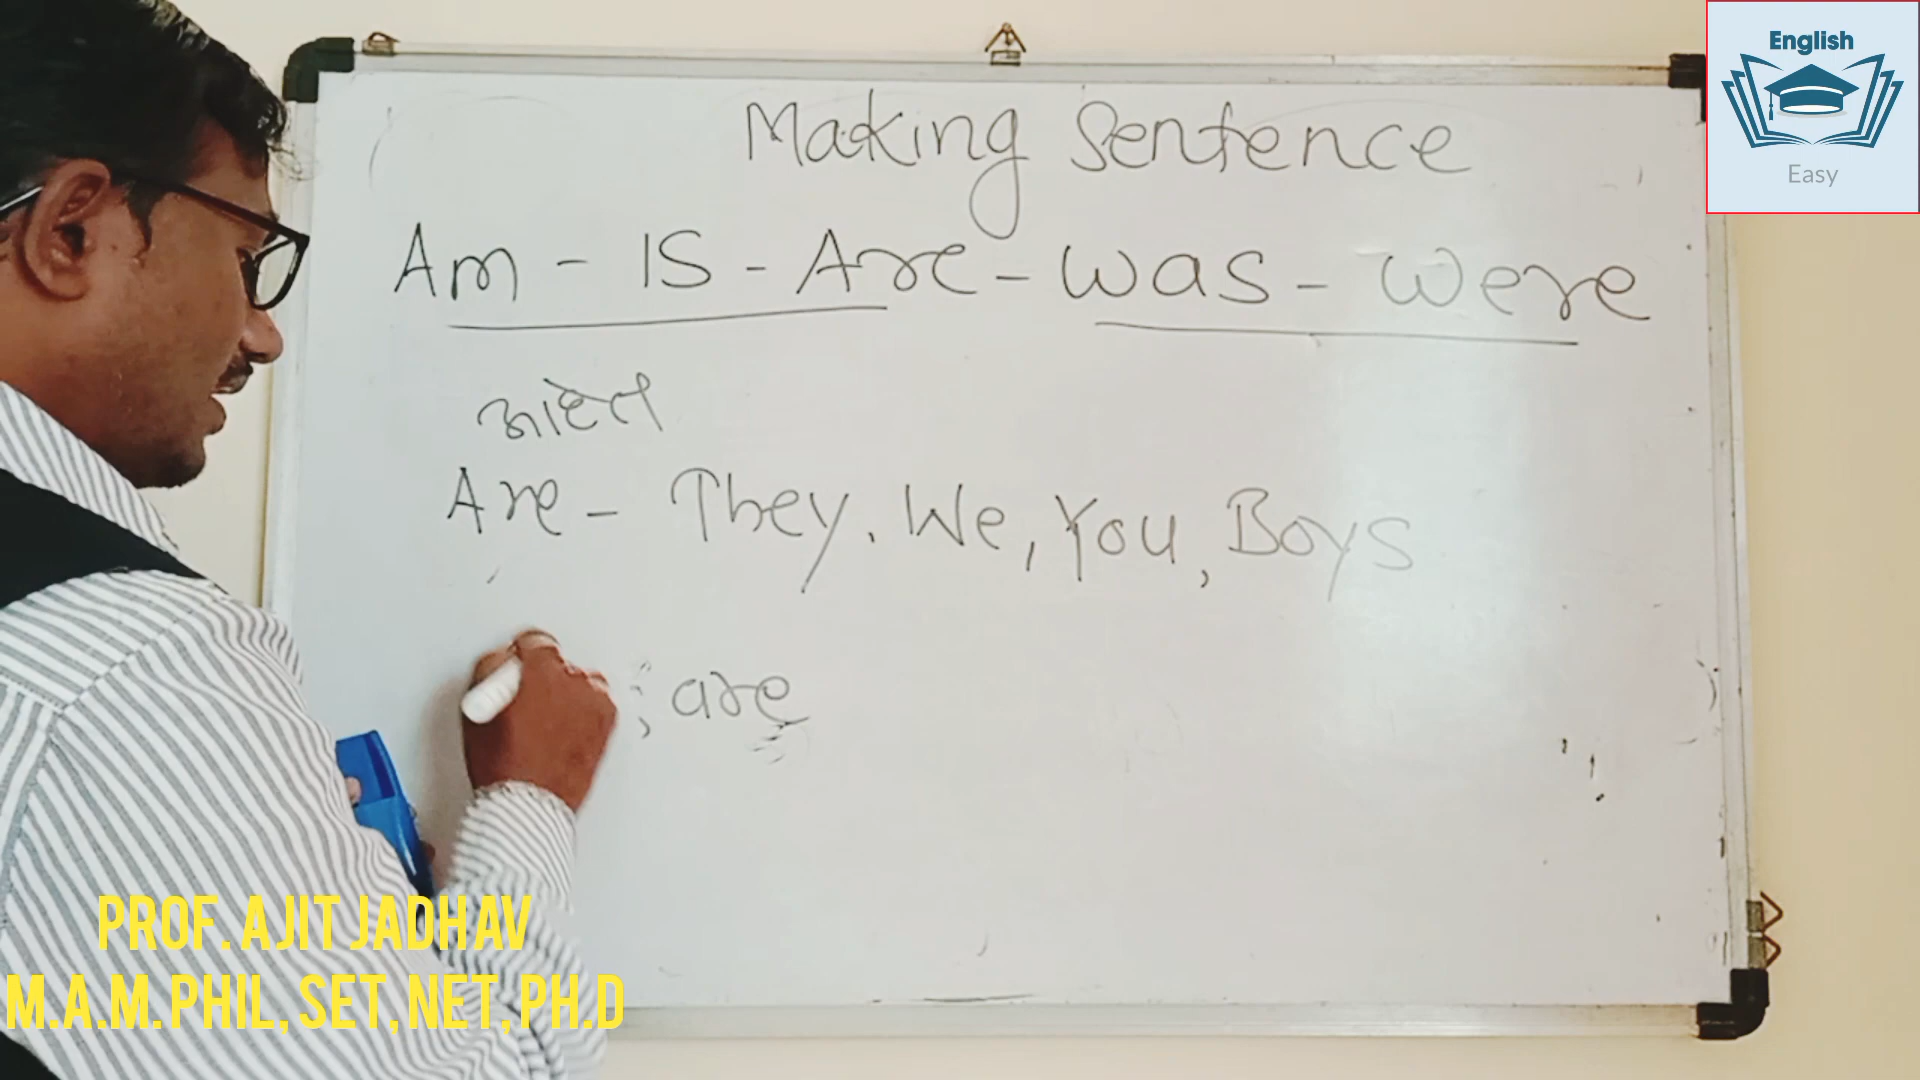 English
Easy
Making Sentence
Am - IS - Are - was - were
आहेत
Are - They. We, You, Boys
; are
PROF. AJIT JADHAV
M.A.M.PHIL, SET, NET, PH.D